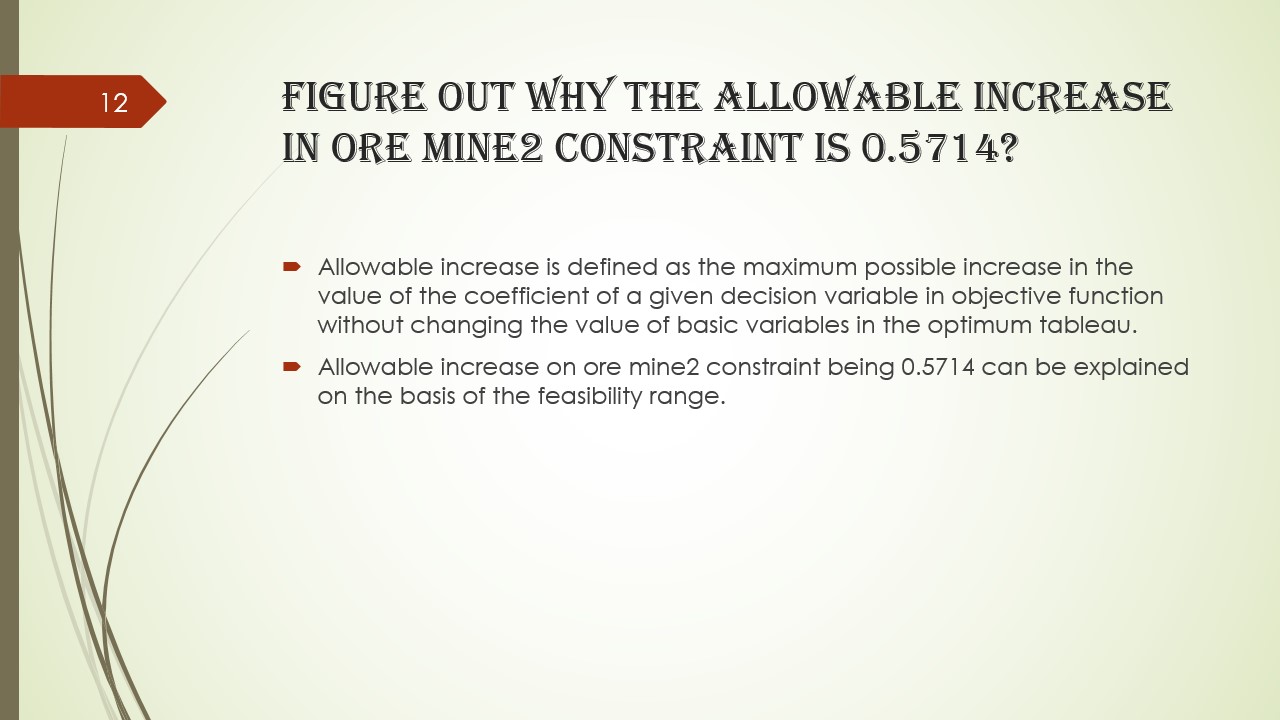 12
FIGURE OUT WHY THE ALLOWABLE INCREASE
IN ORE MINE2 CONSTRAINT IS 0.5714?
Allowable increase is defined as the maximum possible increase in the
value of the coefficient of a given decision variable in objective function
without changing the value of basic variables in the optimum tableau.
Allowable increase on ore mine2 constraint being 0.5714 can be explained
on the basis of the feasibility range.